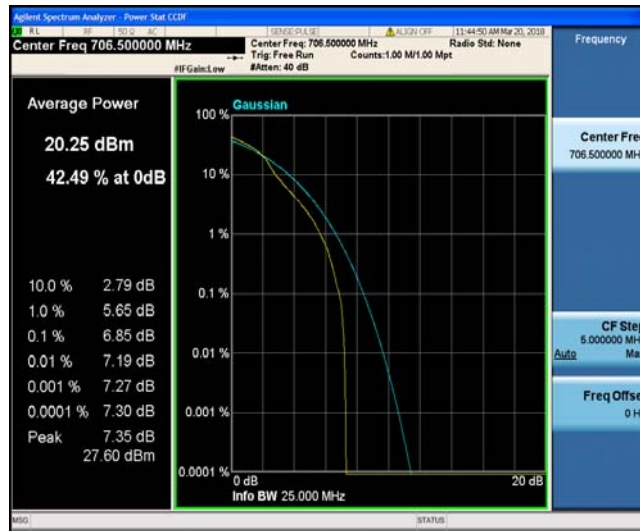 Agilent Spectrum Analyzer - Power Stat CCDF
RL RF 50 Ω AC SENSE:PULSE ALIGN OFF 11:44:50 AM Mar 20, 2018
Center Freq 706.500000 MHz
Center Freq: 706.500000 MHz Radio Std: None
Trig: Free Run Counts:1.00 M/1.00 Mpt
#IFGain:Low #Atten: 40 dB
Frequency
Average Power
20.25 dBm
42.49 % at 0dB
10.0 % 2.79 dB
1.0 % 5.65 dB
0.1 % 6.85 dB
0.01 % 7.19 dB
0.001 % 7.27 dB
0.0001 % 7.30 dB
Peak 7.35 dB
27.60 dBm
Gaussian
100 %
10 %
1 %
0.1 %
0.01 %
0.001 %
0.0001 %
0 dB 20 dB
Info BW 25.000 MHz
Center Fre
706.500000 MH
CF Step
5.000000 MH
Auto Ma
Freq Offse
0 H
MSG STATUS